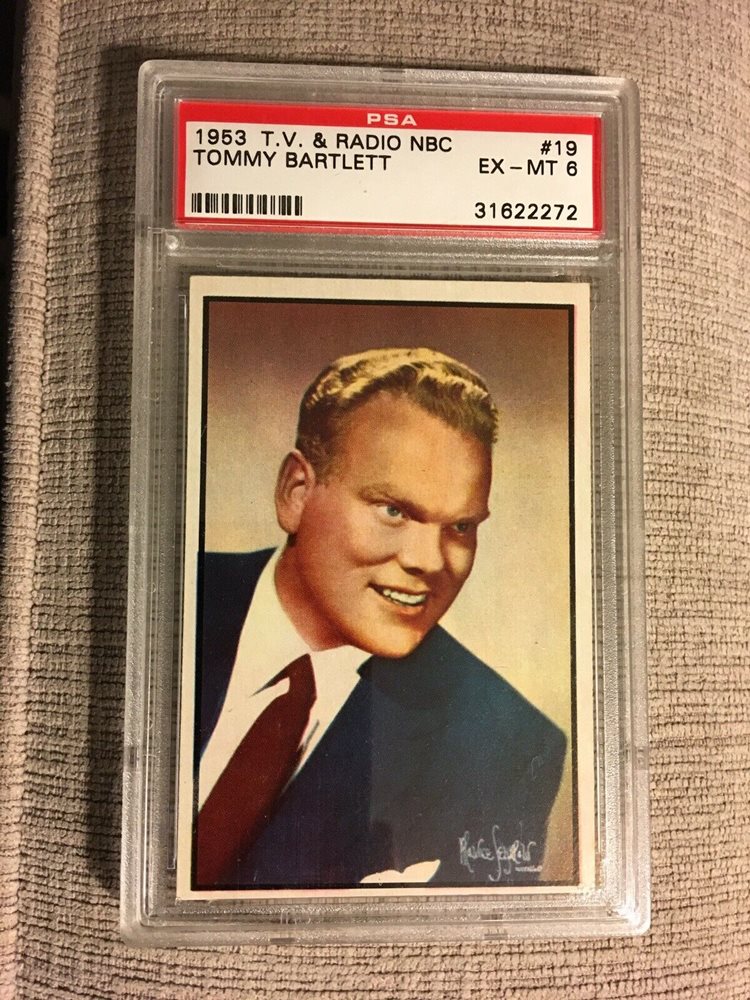 PSA
1953 T.V. & RADIO NBC #19
TOMMY BARTLETT EX-MT 6
31622272